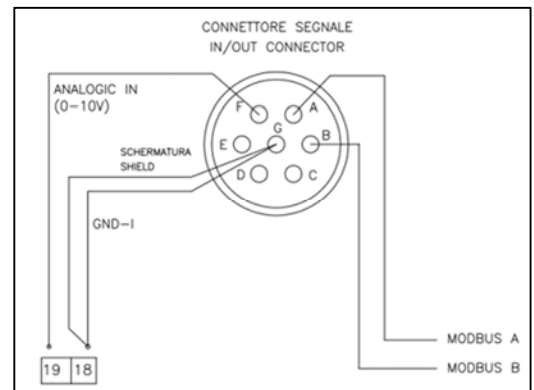 CONNETTORE SEGNALE
IN/OUT CONNECTOR
ANALOGIC IN
(0-10V)
F
A
G
E
B
SCHERMATURA
SHIELD
D
C
GND-I
MODBUS A
19 18
MODBUS B